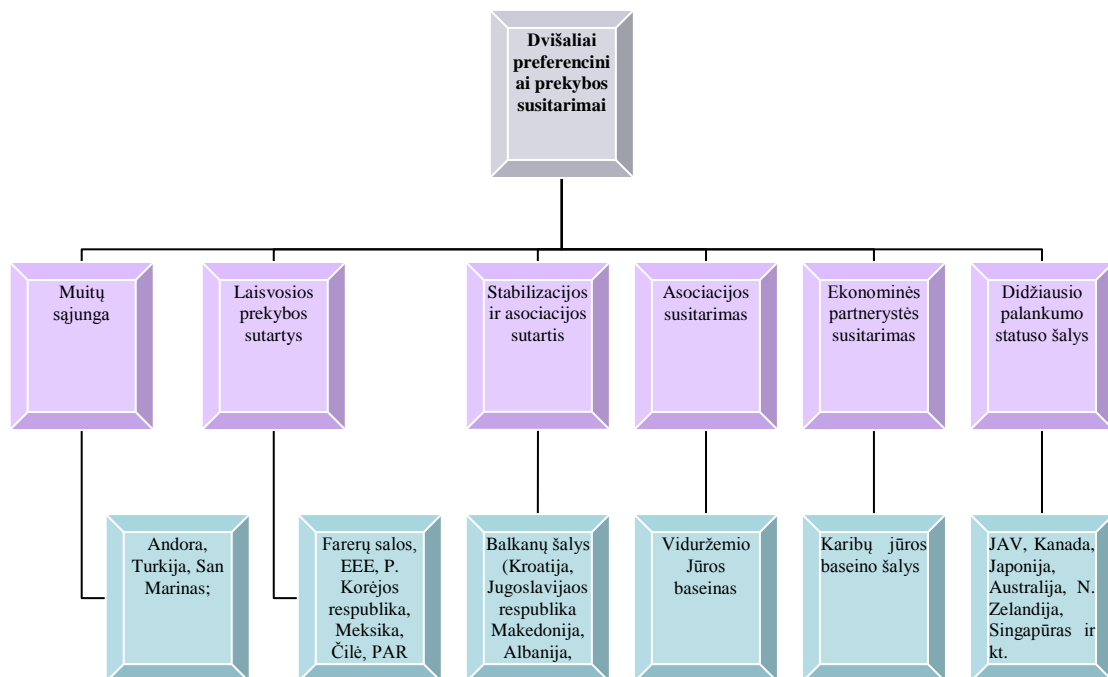 Dvišaliai
preferencini
ai prekybos
susitarimai
Muitų
sąjunga
Laisvosios
prekybos
sutartys
Stabilizacijos
ir asociacijos
sutartis
Asociacijos
susitarimas
Ekonominės
partnerystės
susitarimas
Didžiausio
palankumo
statuso šalys
Andora,
Turkija, San
Marinas;
Farerų salos,
EEE, P.
Korėjos
respublika,
Meksika,
Čilė, PAR
Balkanų šalys
(Kroatija,
Jugoslavijaos
respublika
Makedonija,
Albanija,
Viduržemio
Jūros
baseinas
Karibų jūros
baseino šalys
JAV, Kanada,
Japonija,
Australija, N.
Zelandija,
Singapūras ir
kt.